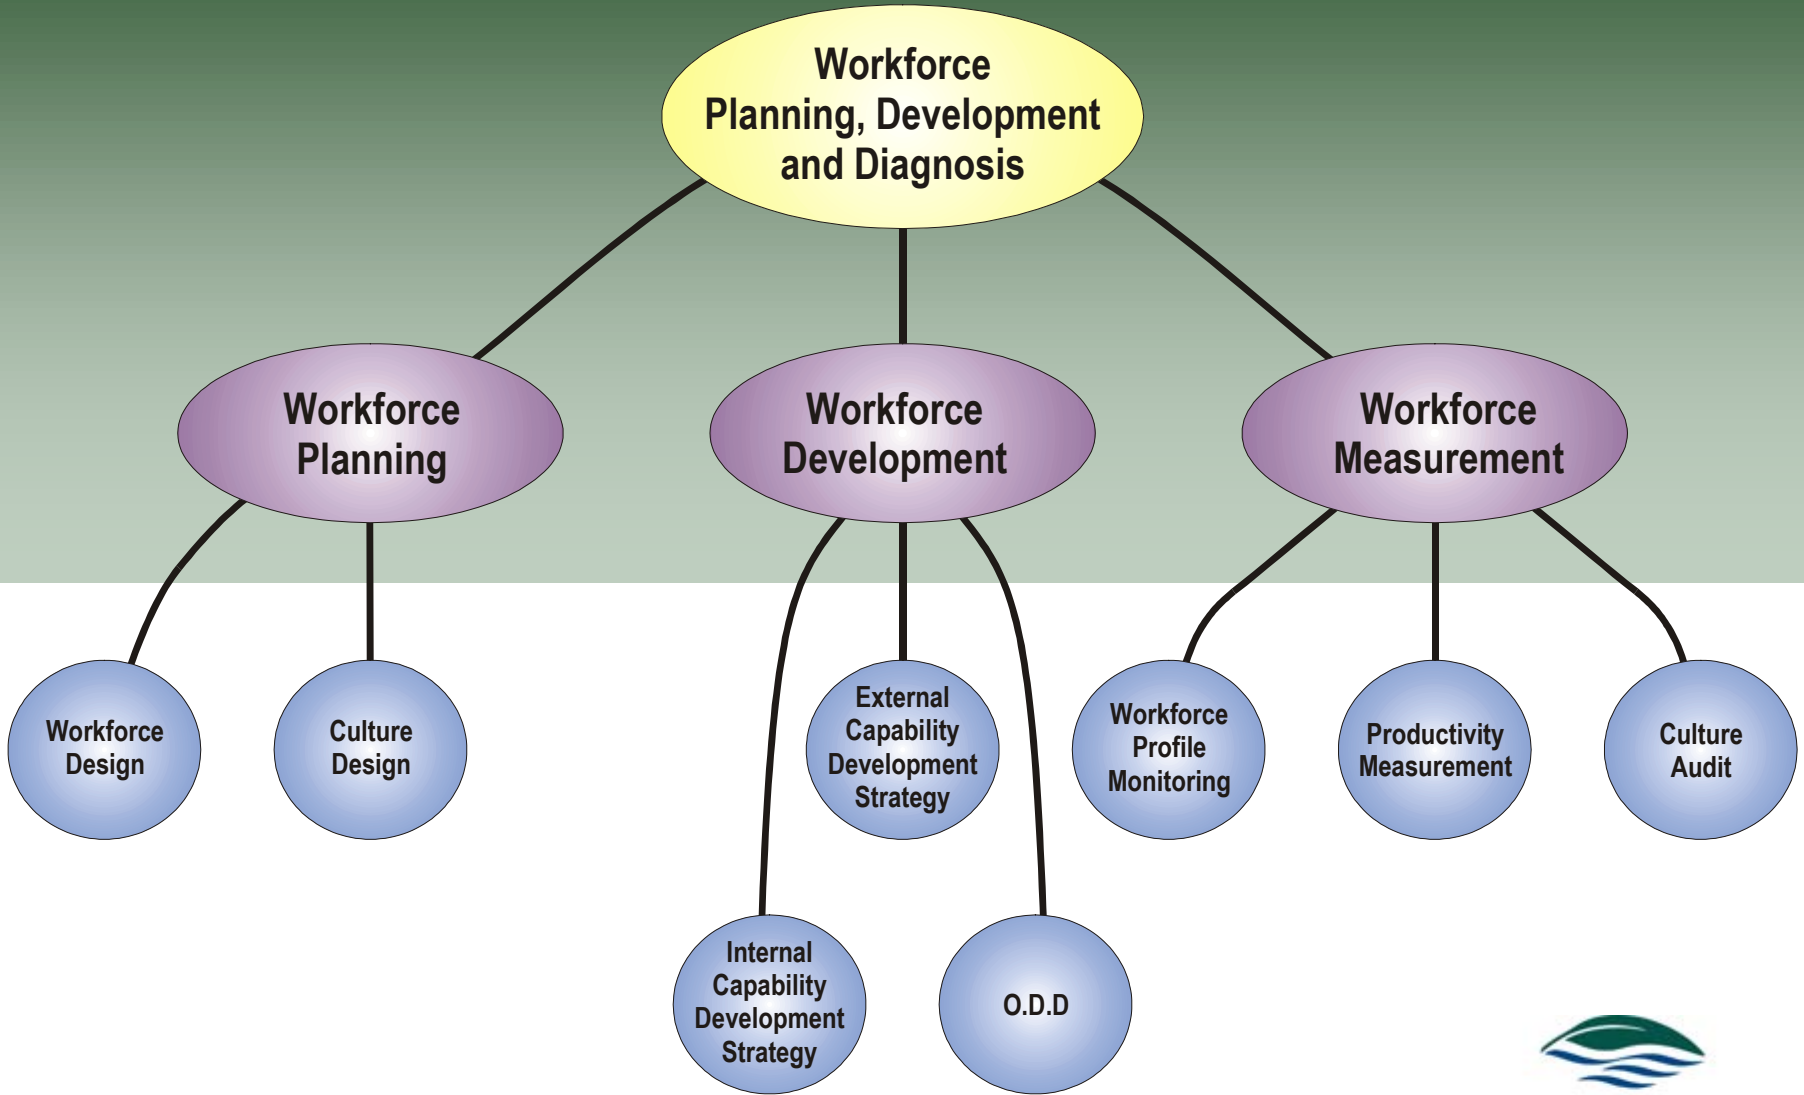 Workforce
Planning, Development
and Diagnosis
Workforce
Planning
Workforce
Development
Workforce
Measurement
Workforce
Design
Culture
Design
External
Capability
Development
Strategy
Workforce
Profile
Monitoring
Productivity
Measurement
Culture
Audit
Internal
Capability
Development
Strategy
O.D.D